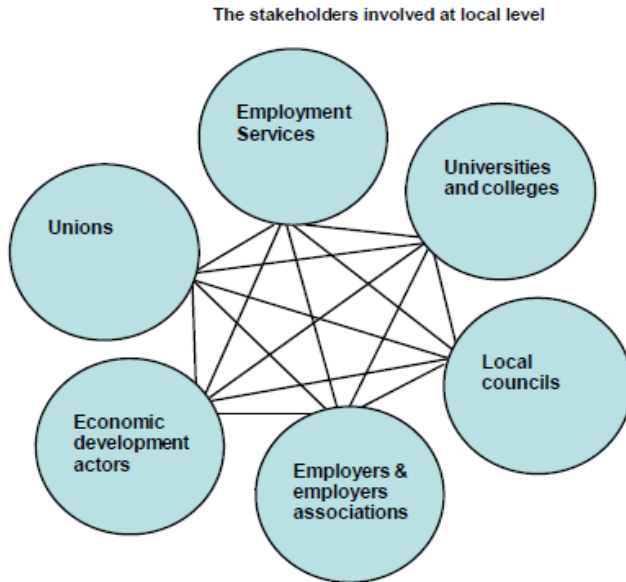 The stakeholders involved at local level
Employment
Services
Universities
and colleges
Unions
Local
councils
Economic
development
actors
Employers &
employers
associations